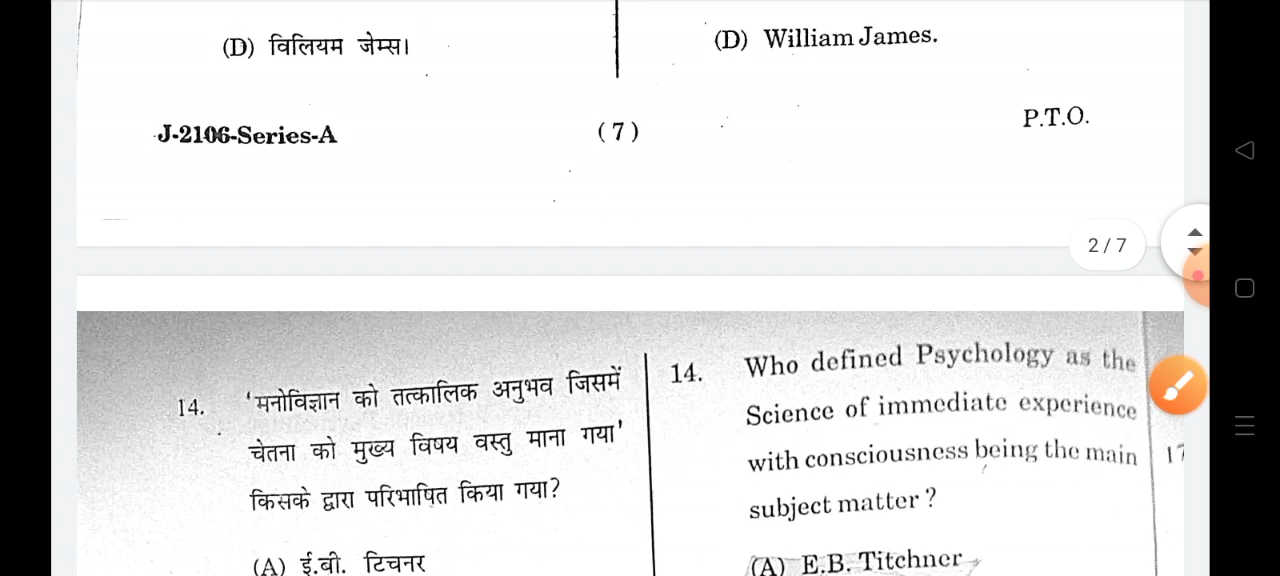 (D) विलियम जेम्स।
(D) William James.
J-2106-Series-A
(7)
P.T.O.
2/7
14.
'मनोविज्ञान को तत्कालिक अनुभव जिसमें
चेतना को मुख्य विषय वस्तु माना गया'
किसके द्वारा परिभाषित किया गया?
(A) ई.बी. टिचनर
14.
Who defined Psychology as the
Science of immediate experience
with consciousness being the main
subject matter?
(A) E.B. Titchner
17